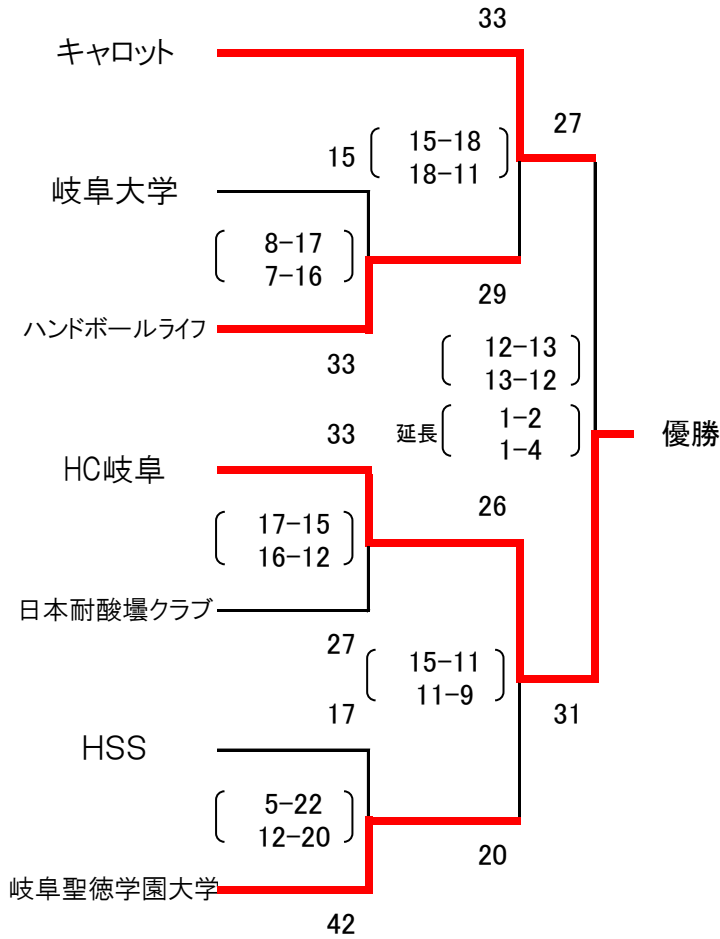 33
キャロット
27
15-18
15
18-11
岐阜大学
8-17
7-16
29
ハンドボールライフ
33
12-13
13-12
33
1-2
延長
1-4
優勝
HC岐阜
26
17-15
16-12
日本耐酸壜クラブ
27
15-11
11-9
17
31
HSS
5-22
12-20
20
岐阜聖徳学園大学
42